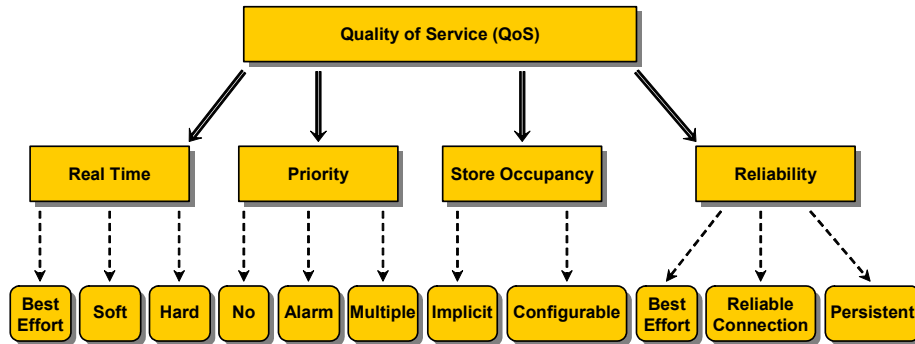 Quality of Service (QoS)
Real Time
Priority
Store Occupancy
Reliability
Best
Effort
Soft
Hard
No
Alarm
Multiple
Implicit
Configurable
Best
Effort
Reliable
Connection
Persistent